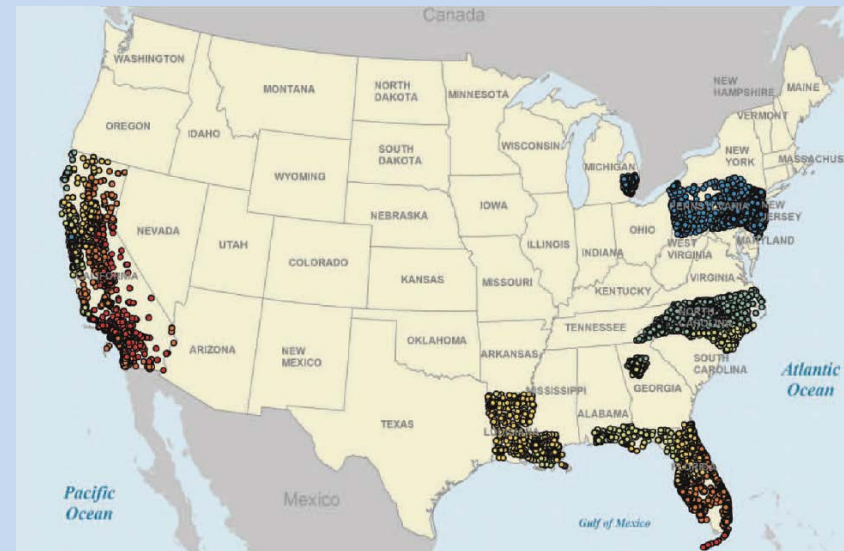 Canada
WASHINGTON
MONTANA
NORTH
DAKOTA
MINNESOTA
NEW
HAMPSHIRE
MAINE
VERMONT
OREGON
IDAHO
SOUTH
DAKOTA
WISCONSIN
MICHIGAN
NEW
YORK
MASSACHUS
WYOMING
IOWA
NEBRASKA
NEVADA
UTAH
COLORADO
KANSAS
MISSOURI
ILLINOIS
INDIANA
OHIO
NEW
JERSEY
MARYLAND
WEST
VIRGINIA
VIRGINIA
KENTUCKY
TENNESSEE
NORTH
ARIZONA
NEW
MEXICO
OKLAHOMA
ARKANSAS
MISSISSIPPI
ALABAMA
GEORGIA
SOUTH
CAROLINA
TEXAS
Atlantic
Ocean
Pacific
Ocean
Mexico
Gulf of Mexico